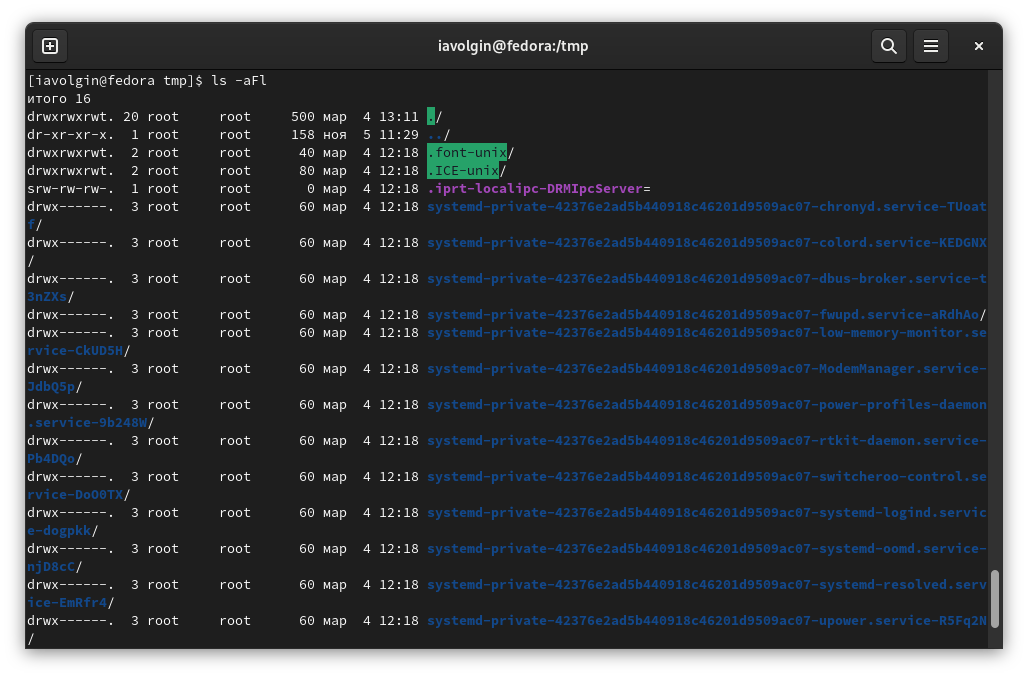 iavolgin@fedora:/tmp
[iavolgin@fedora tmp]$ ls -aFl
итого 16
drwxrwxrwt. 20 root     root     500 мар  4 13:11 ./
dr-xr-xr-x.  1 root     root     158 ноя  5 11:29 ../
drwxrwxrwt.  2 root     root      40 мар  4 12:18 .font-unix/
drwxrwxrwt.  2 root     root      80 мар  4 12:18 .ICE-unix/
srw-rw-rw-.  1 root     root       0 мар  4 12:18 .iprt-localipc-DRMIpcServer=
drwx------.  3 root     root      60 мар  4 12:18 systemd-private-42376e2ad5b440918c46201d9509ac07-chronyd.service-TUoat
f/
drwx------.  3 root     root      60 мар  4 12:18 systemd-private-42376e2ad5b440918c46201d9509ac07-colord.service-KEDGNX
/
drwx------.  3 root     root      60 мар  4 12:18 systemd-private-42376e2ad5b440918c46201d9509ac07-dbus-broker.service-t
3nZXs/
drwx------.  3 root     root      60 мар  4 12:18 systemd-private-42376e2ad5b440918c46201d9509ac07-fwupd.service-aRdhAo/
drwx------.  3 root     root      60 мар  4 12:18 systemd-private-42376e2ad5b440918c46201d9509ac07-low-memory-monitor.se
rvice-CkUD5H/
drwx------.  3 root     root      60 мар  4 12:18 systemd-private-42376e2ad5b440918c46201d9509ac07-ModemManager.service-
JdbQ5p/
drwx------.  3 root     root      60 мар  4 12:18 systemd-private-42376e2ad5b440918c46201d9509ac07-power-profiles-daemon
.service-9b248W/
drwx------.  3 root     root      60 мар  4 12:18 systemd-private-42376e2ad5b440918c46201d9509ac07-rtkit-daemon.service-
Pb4DQo/
drwx------.  3 root     root      60 мар  4 12:18 systemd-private-42376e2ad5b440918c46201d9509ac07-switcheroo-control.se
rvice-DoO0TX/
drwx------.  3 root     root      60 мар  4 12:18 systemd-private-42376e2ad5b440918c46201d9509ac07-systemd-logind.servic
e-dogpkk/
drwx------.  3 root     root      60 мар  4 12:18 systemd-private-42376e2ad5b440918c46201d9509ac07-systemd-oomd.service-
njD8cC/
drwx------.  3 root     root      60 мар  4 12:18 systemd-private-42376e2ad5b440918c46201d9509ac07-systemd-resolved.serv
ice-EmRfr4/
drwx------.  3 root     root      60 мар  4 12:18 systemd-private-42376e2ad5b440918c46201d9509ac07-upower.service-R5Fq2N
/